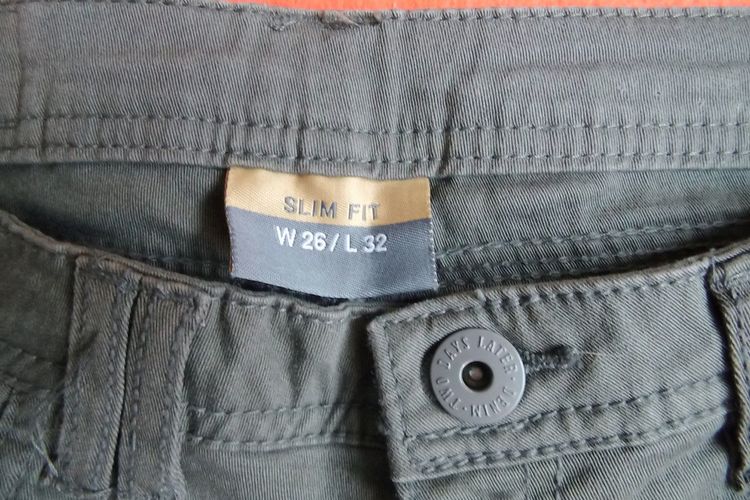 SLIM FIT
W 26 / L 32
TWO DAYS LATER · DENIM ·